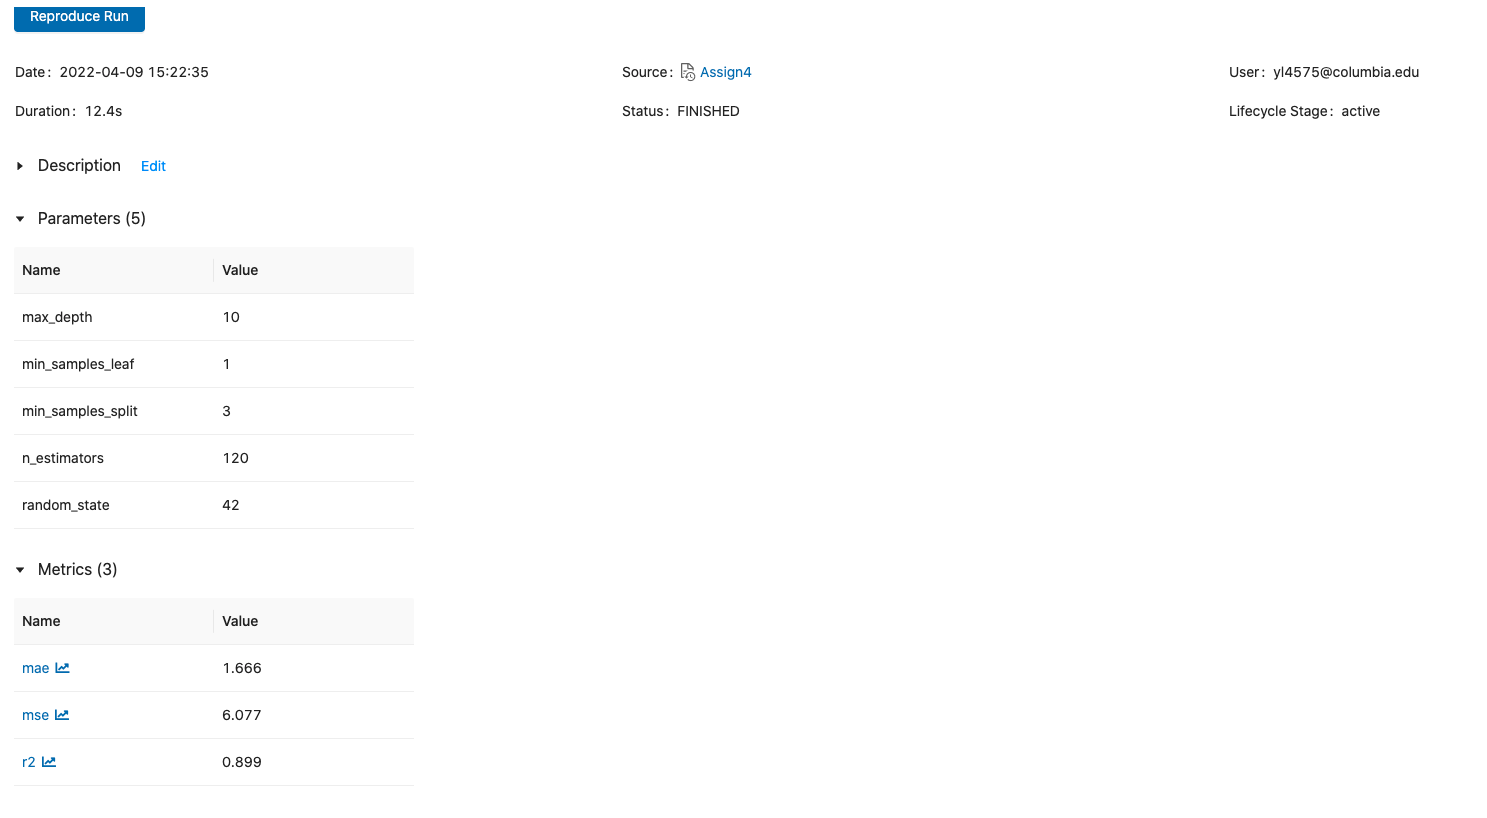 Reproduce Run
Date: 2022-04-09 15:22:35
Source: Assign4
User: yl4575@columbia.edu
Duration: 12.4s
Status: FINISHED
Lifecycle Stage: active
Description Edit
Parameters (5)
Name Value
max_depth 10
min_samples_leaf 1
min_samples_split 3
n_estimators 120
random_state 42
Metrics (3)
Name Value
mae 1.666
mse 6.077
r2 0.899